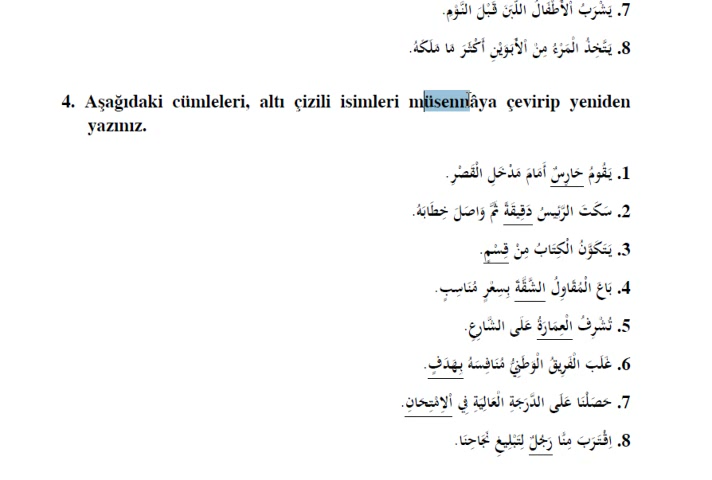 7. يَشْرَبُ الْأَطْفَالُ اللَّبَنَ قَبْلَ النَّوْمِ.
8. يَتَّخِذُ الْمَرْءُ مِنْ الْأَبَوَيْنِ أَكْثَرَ مَا مَلَكَهُ.
4. Aşağıdaki cümleleri, altı çizili isimleri müsennâya çevirip yeniden
yazınız.
1. يَقُومُ حَارِسٌ أَمَامَ مَدْخَلِ الْقَصْرِ.
2. سَكَتَ الرَّئِيسُ دَقِيقَةً ثُمَّ وَاصَلَ خِطَابَهُ.
3. يَتَكَوَّنُ الْكِتَابُ مِنْ قِسْمٍ.
4. بَاعَ الْمُقَاوِلُ الشَّقَّةَ بِسِعْرٍ مُنَاسِبٍ.
5. تُشْرِفُ الْعِمَارَةُ عَلَى الشَّارِعِ.
6. غَلَبَ الْفَرِيقُ الْوَطَنِيُّ مُنَافِسَهُ بِهَدَفٍ.
7. حَصَلْنَا عَلَى الدَّرَجَةِ الْعَالِيَةِ فِي الْاِمْتِحَانِ.
8. اِقْتَرَبَ مِنَّا رَجُلٌ لِتَبْلِيغِ نَجَاحِنَا.